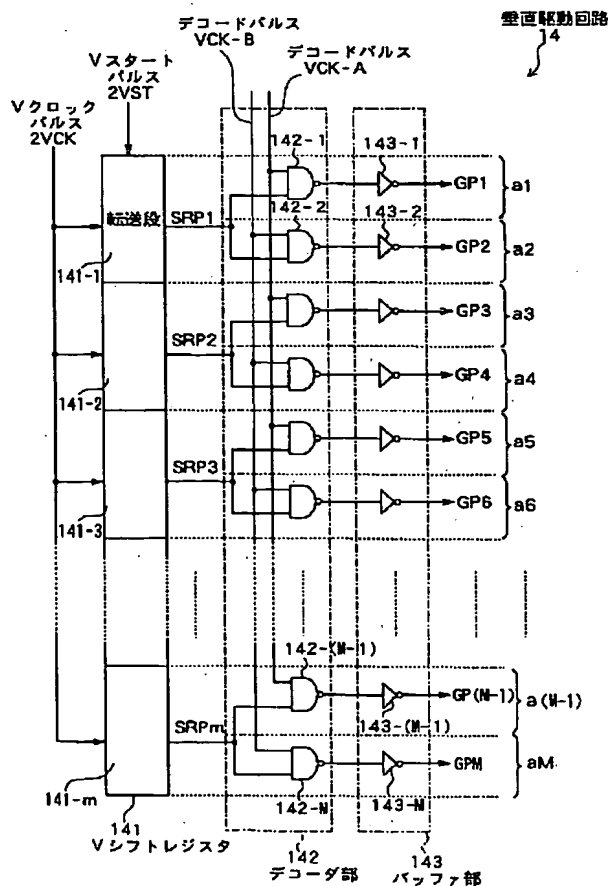 垂直駆動回路
14
デコードパルス
VCK-B
デコードパルス
VCK-A
Vスタート
パルス
2VST
Vクロック
パルス
2VCK
142-1
143-1
GP1
a1
転送段
SRP1
142-2
143-2
GP2
a2
141-1
GP3
a3
SRP2
GP4
a4
141-2
GP5
a5
SRP3
GP6
a6
141-3
142-(M-1)
GP(M-1)
a(M-1)
143-(M-1)
SRPm
GPM
aM
141-m
142-M
143-M
141
Vシフトレジスタ
142
デコーダ部
143
バッファ部